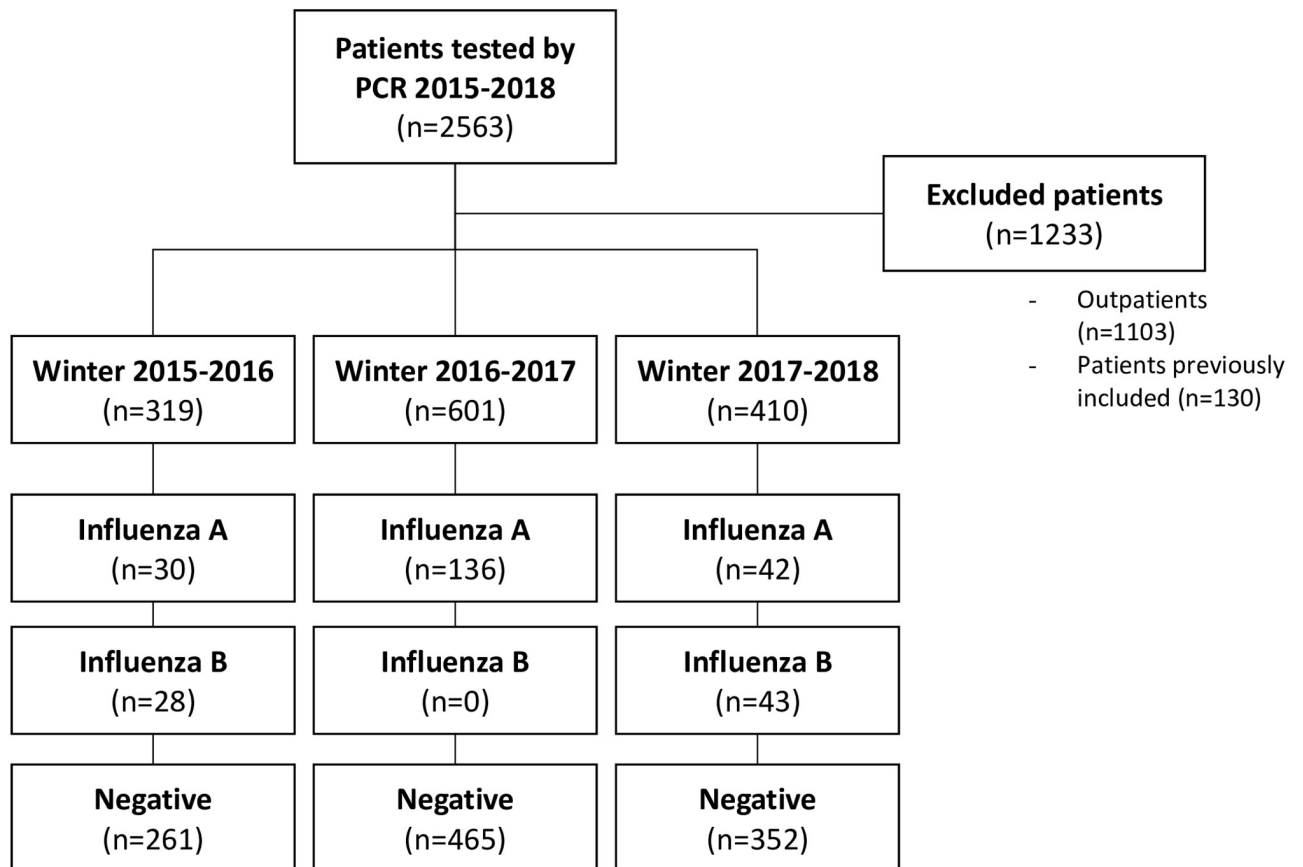 Patients tested by
PCR 2015-2018
(n=2563)
Excluded patients
(n=1233)
- Outpatients
(n=1103)
- Patients previously
included (n=130)
Winter 2015-2016
(n=319)
Winter 2016-2017
(n=601)
Winter 2017-2018
(n=410)
Influenza A
(n=30)
Influenza A
(n=136)
Influenza A
(n=42)
Influenza B
(n=28)
Influenza B
(n=0)
Influenza B
(n=43)
Negative
(n=261)
Negative
(n=465)
Negative
(n=352)